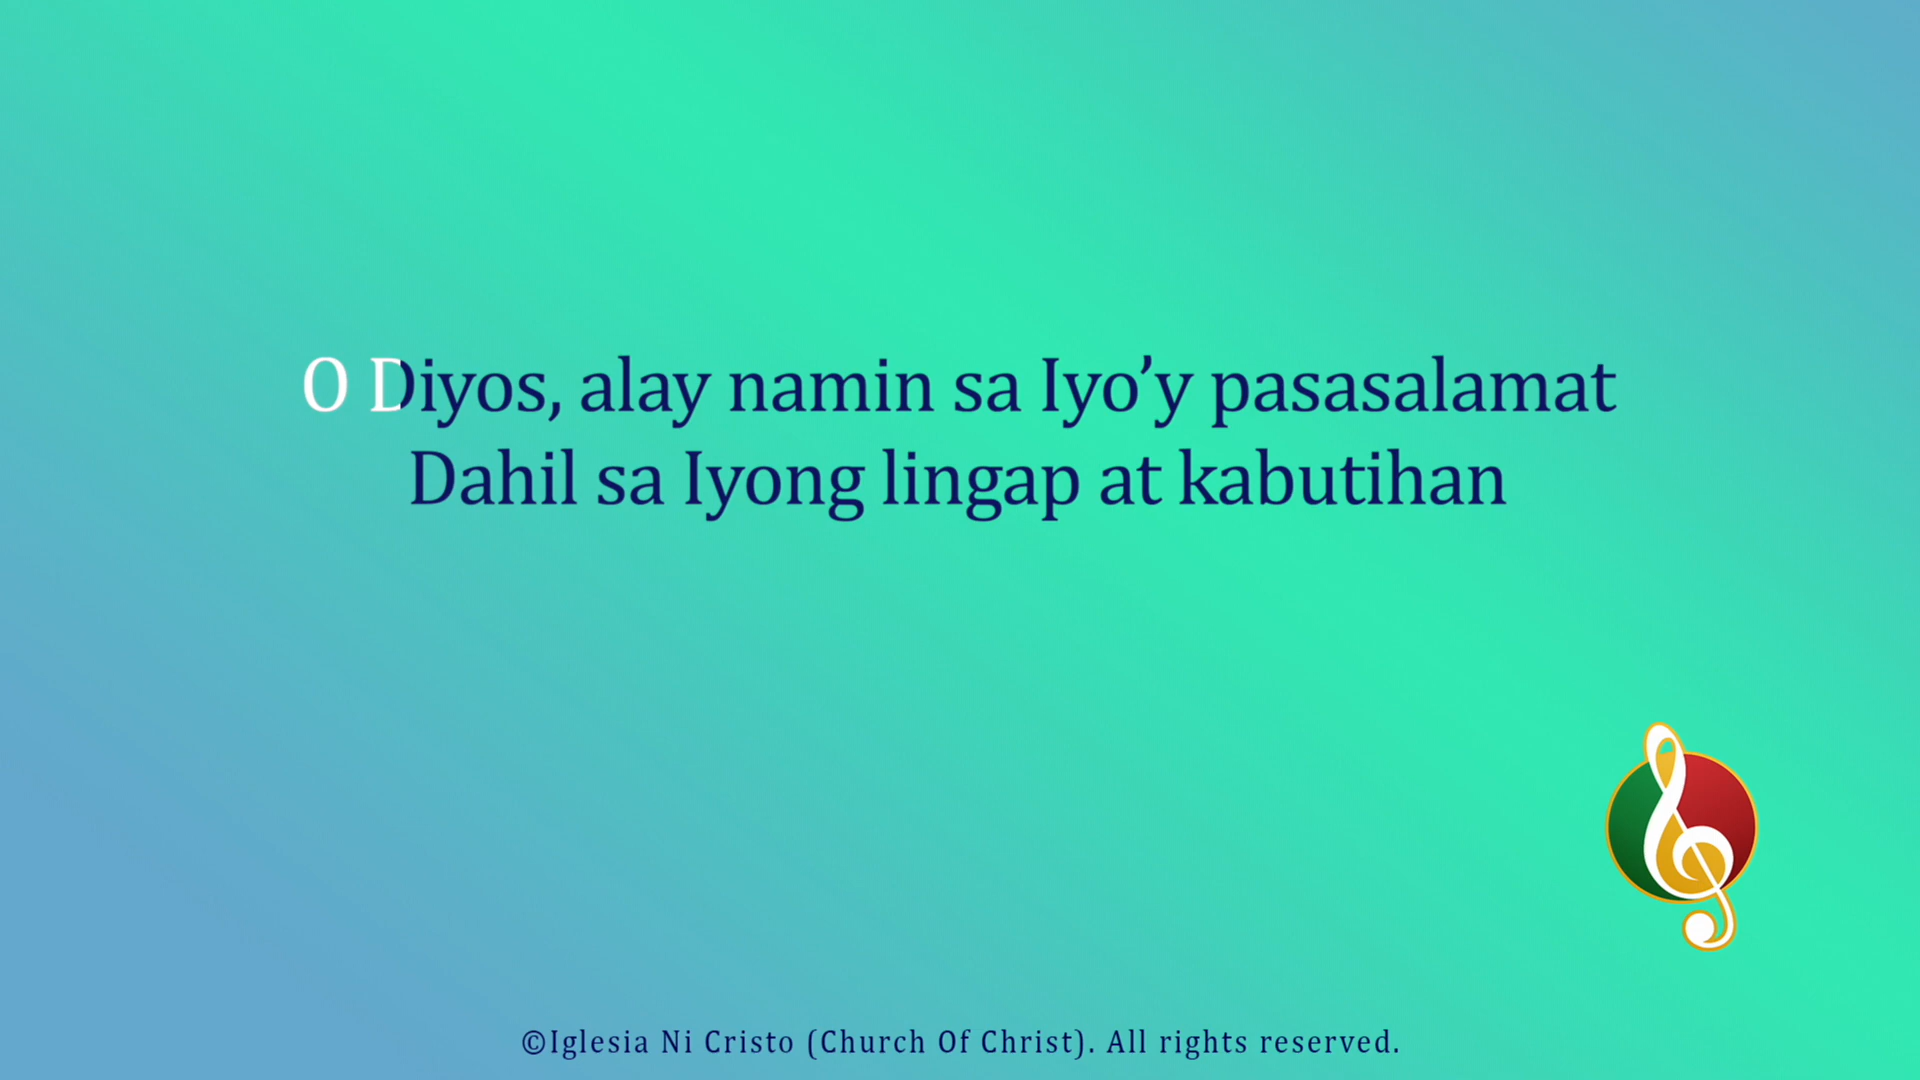 O Diyos, alay namin sa Iyo’y pasasalamat
Dahil sa Iyong lingap at kabutihan
©Iglesia Ni Cristo (Church Of Christ). All rights reserved.